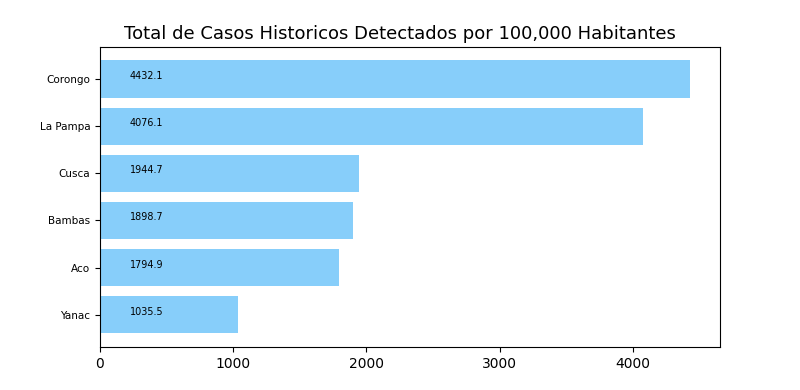 Total de Casos Historicos Detectados por 100,000 Habitantes
Corongo 4432.1
La Pampa 4076.1
Cusca 1944.7
Bambas 1898.7
Aco 1794.9
Yanac 1035.5
0 1000 2000 3000 4000